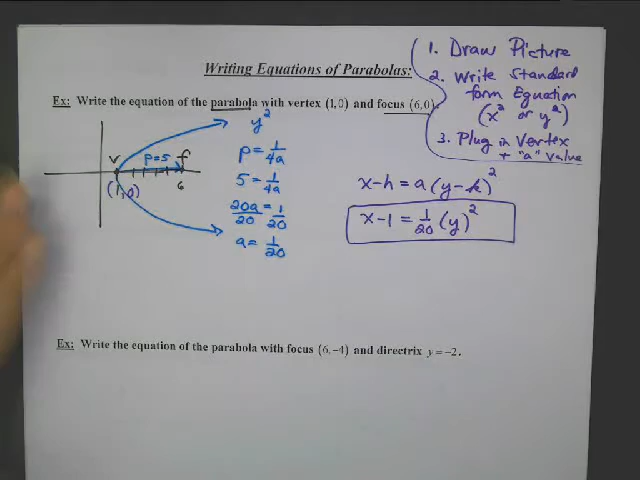 Writing Equations of Parabolas:
1. Draw Picture
2. Write Standard
form Equation
(x² or y²)
3. Plug in Vertex
+ "a" value
Ex: Write the equation of the parabola with vertex (1,0) and focus (6,0)
y²
V
p=5
f
(1,0)
6
p = 1/4a
5 = 1/4a
20a/20 = 1/20
a = 1/20
x-h = a(y-k)²
x-1 = 1/20 (y)²
Ex: Write the equation of the parabola with focus (6,-4) and directrix y = -2.